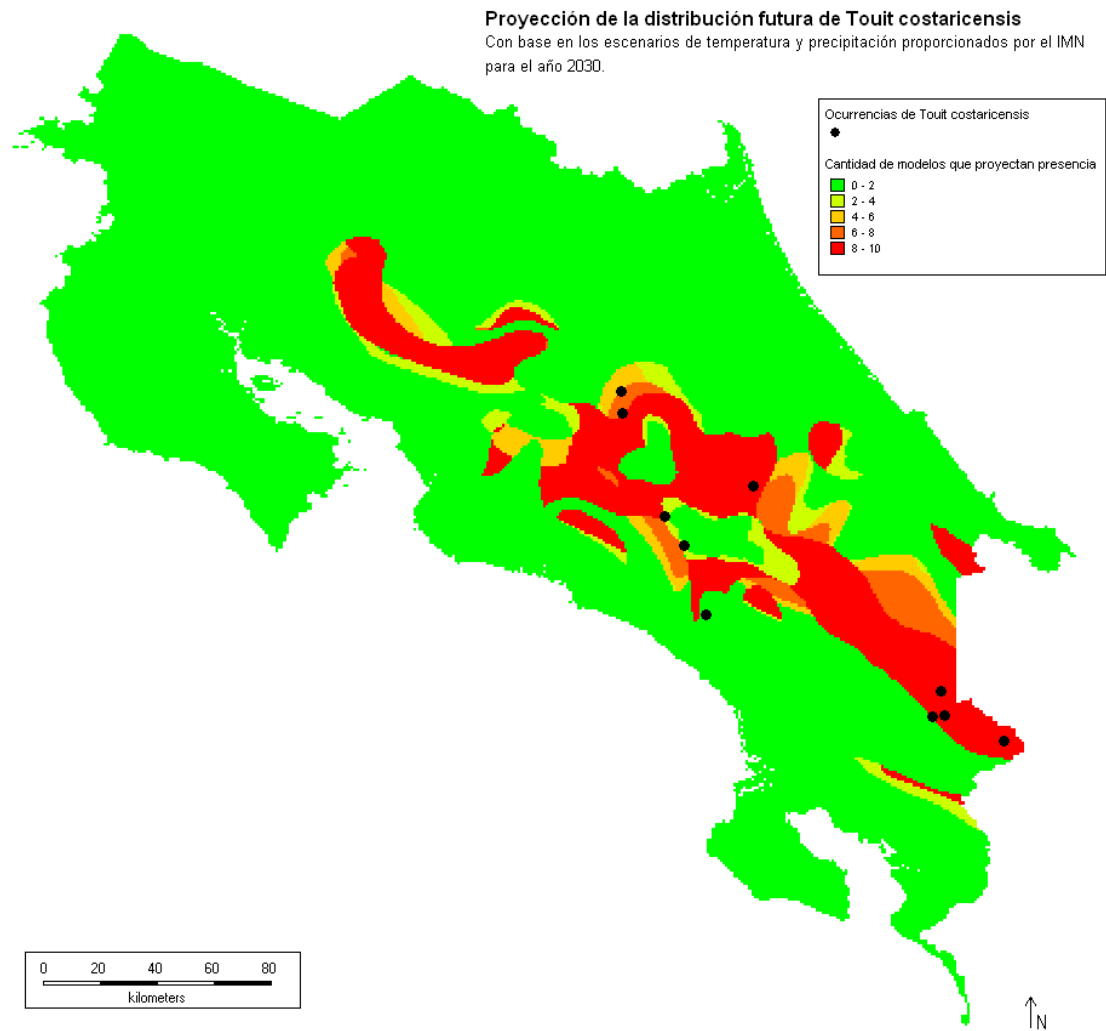 Proyección de la distribución futura de Touit costaricensis
Con base en los escenarios de temperatura y precipitación proporcionados por el IMN
para el año 2030.
Ocurrencias de Touit costaricensis
Cantidad de modelos que proyectan presencia
0 - 2
2 - 4
4 - 6
6 - 8
8 - 10
0 20 40 60 80
kilometers
N